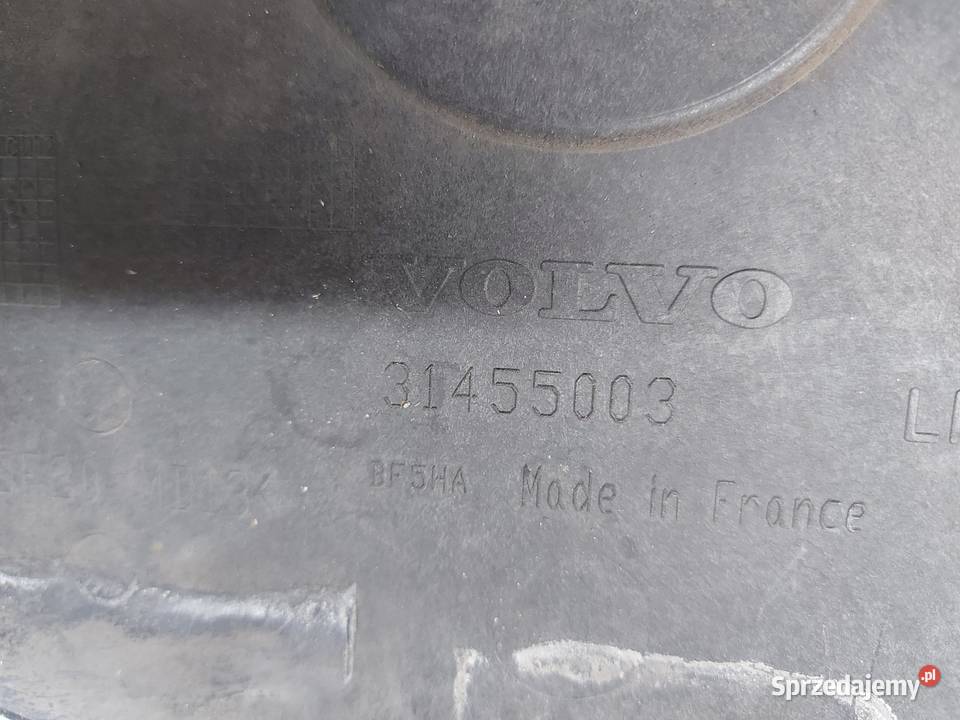 VOLVO
31455003
BF5HA Made in France
Sprzedajemy.pl